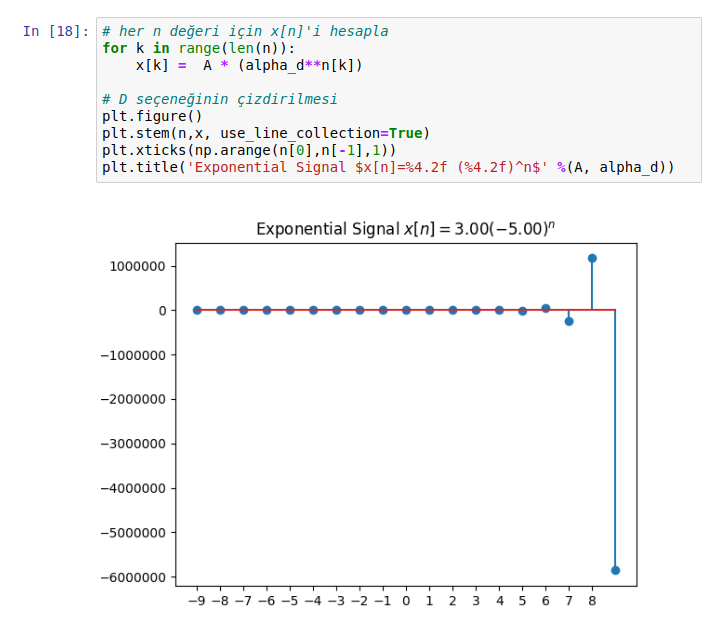 In [18]: # her n değeri için x[n]'i hesapla
for k in range(len(n)):
    x[k] =  A * (alpha_d**n[k])
# D seçeneğinin çizdirilmesi
plt.figure()
plt.stem(n,x, use_line_collection=True)
plt.xticks(np.arange(n[0],n[-1],1))
plt.title('Exponential Signal $x[n]=%4.2f (%4.2f)^n$' %(A, alpha_d))
Exponential Signal x[n] = 3.00(−5.00)ⁿ
1000000
0
−1000000
−2000000
−3000000
−4000000
−5000000
−6000000
−9 −8 −7 −6 −5 −4 −3 −2 −1 0 1 2 3 4 5 6 7 8